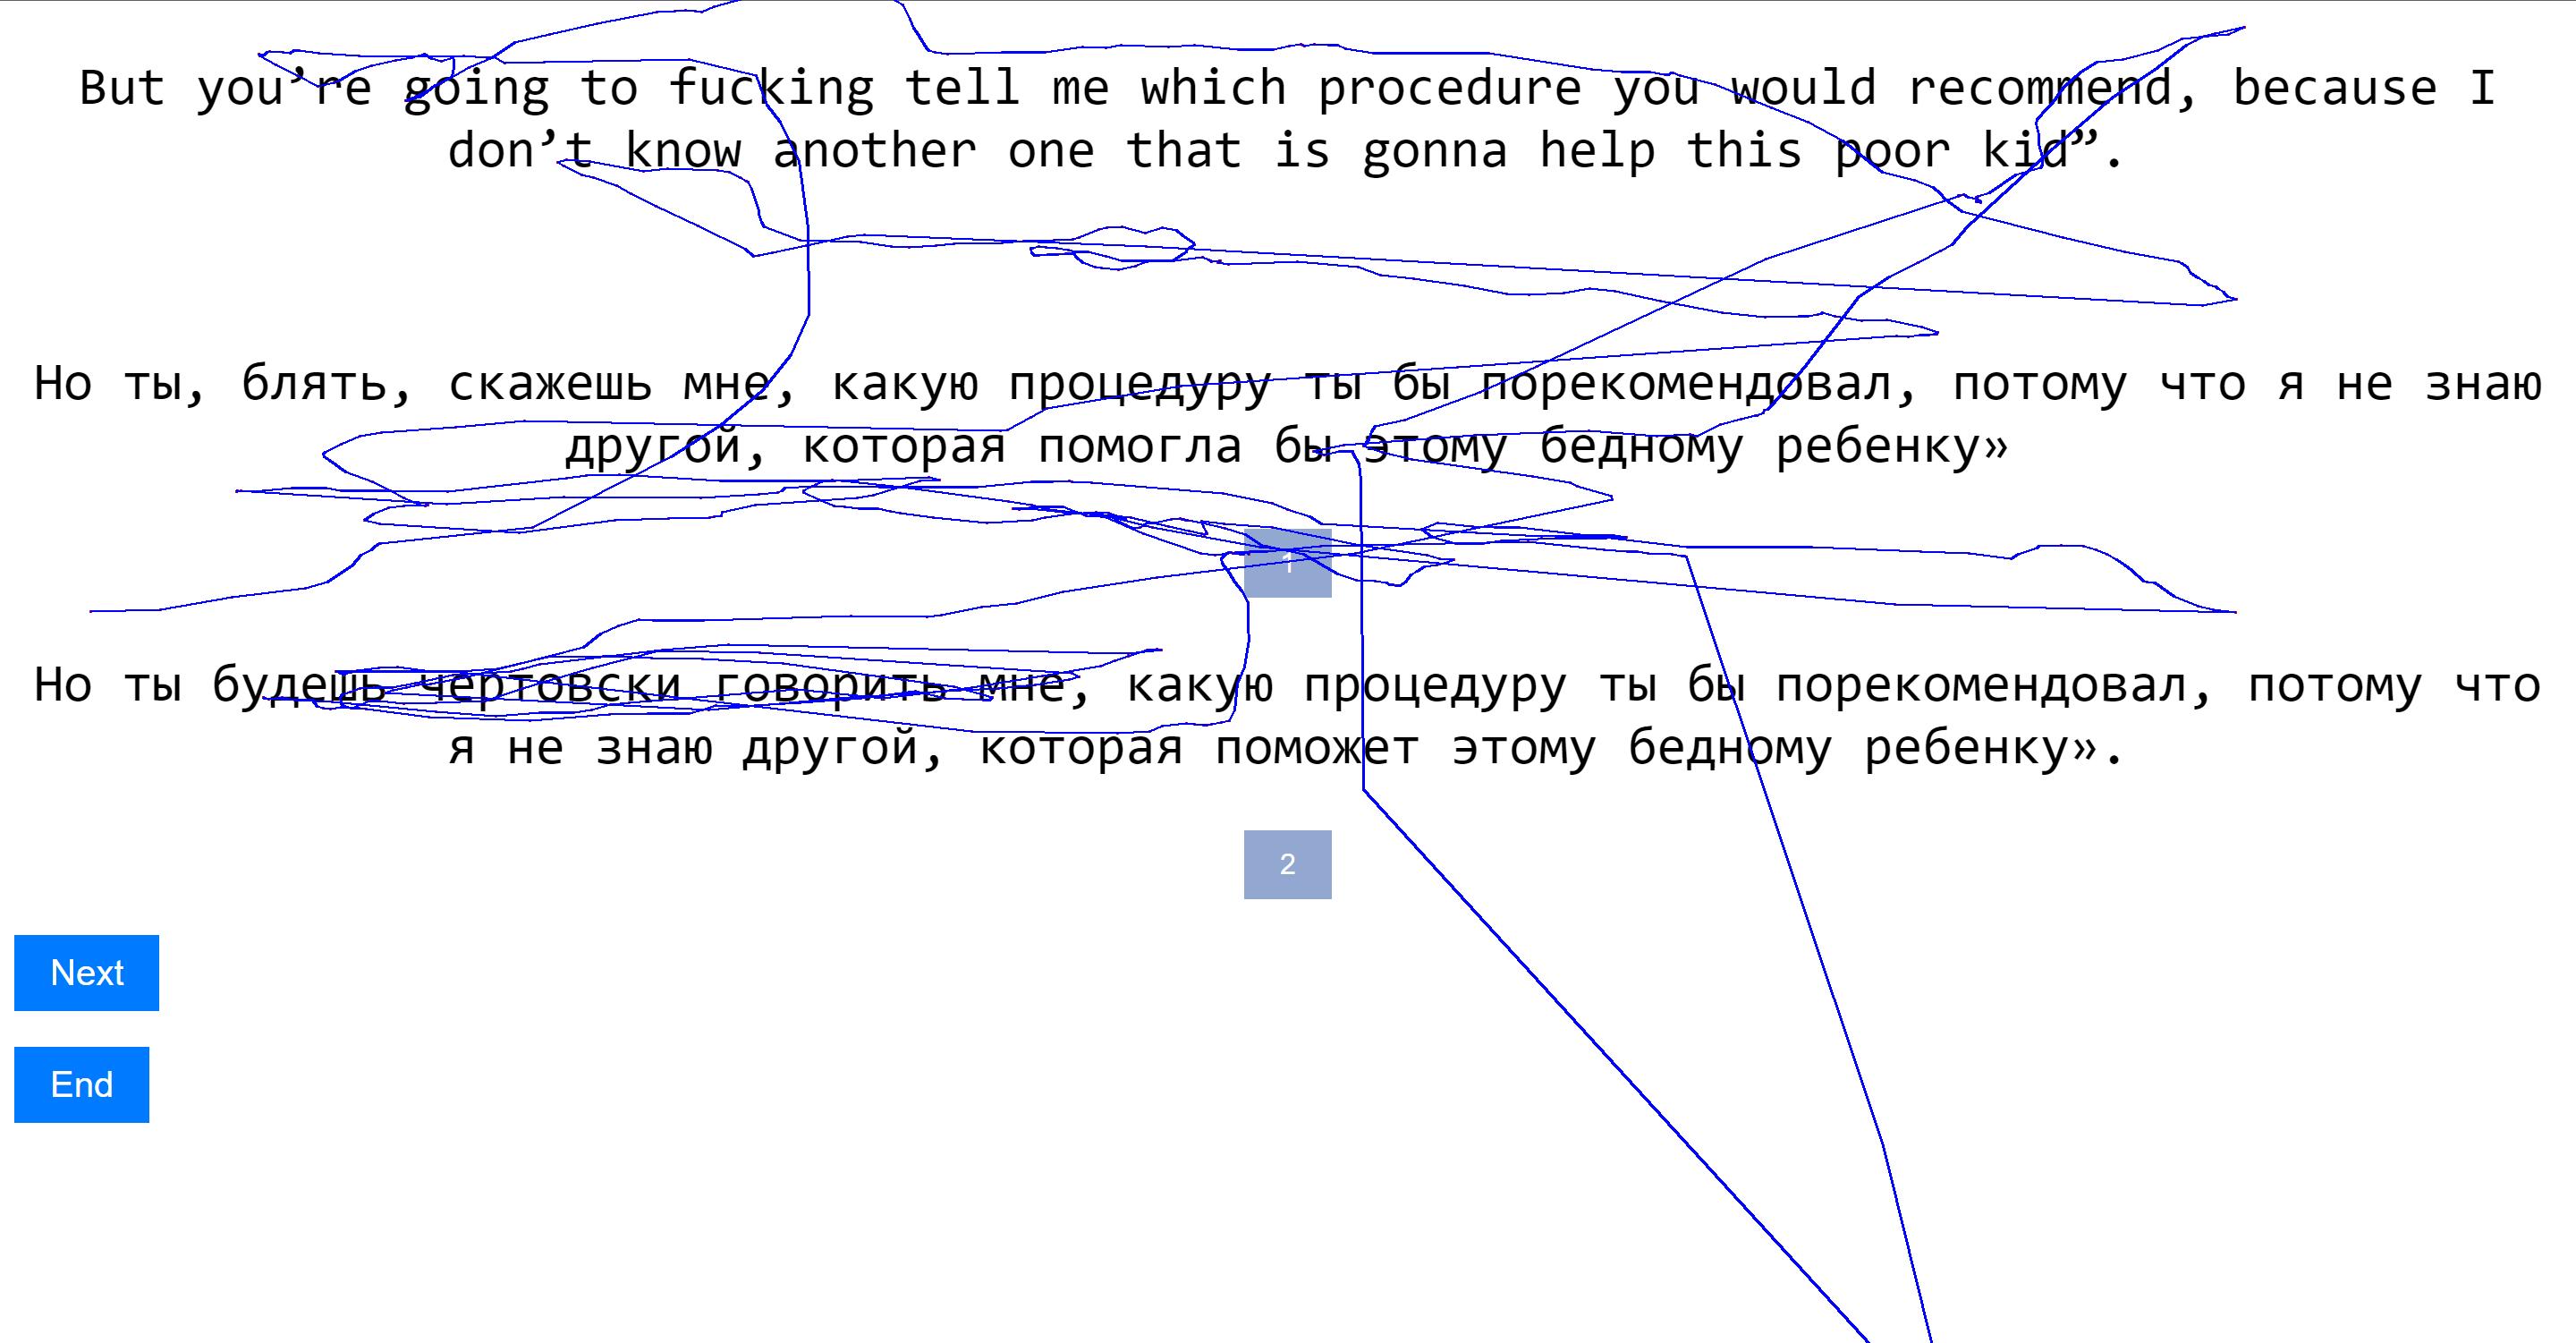 But you’re going to fucking tell me which procedure you would recommend, because I
don’t know another one that is gonna help this poor kid”.
Но ты, блять, скажешь мне, какую процедуру ты бы порекомендовал, потому что я не знаю
другой, которая помогла бы этому бедному ребенку»
1
Но ты будешь чертовски говорить мне, какую процедуру ты бы порекомендовал, потому что
я не знаю другой, которая поможет этому бедному ребенку».
2
Next
End